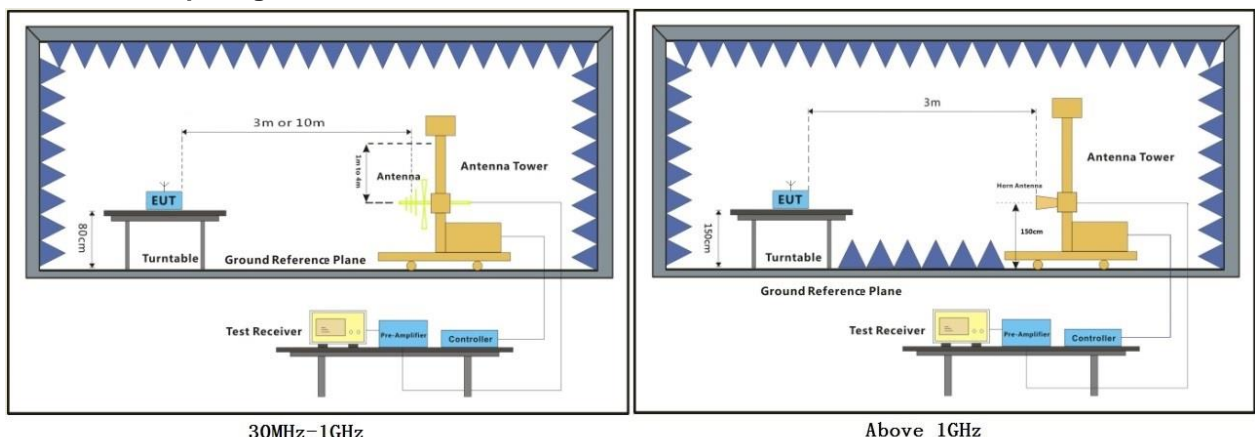 3m or 10m
1m to 4m
Antenna
Antenna Tower
EUT
80cm
Turntable
Ground Reference Plane
Test Receiver
Pre-Amplifier
Controller
30MHz-1GHz
3m
Antenna Tower
Horn Antenna
EUT
150cm
150cm
Turntable
Ground Reference Plane
Test Receiver
Pre-Amplifier
Controller
Above 1GHz